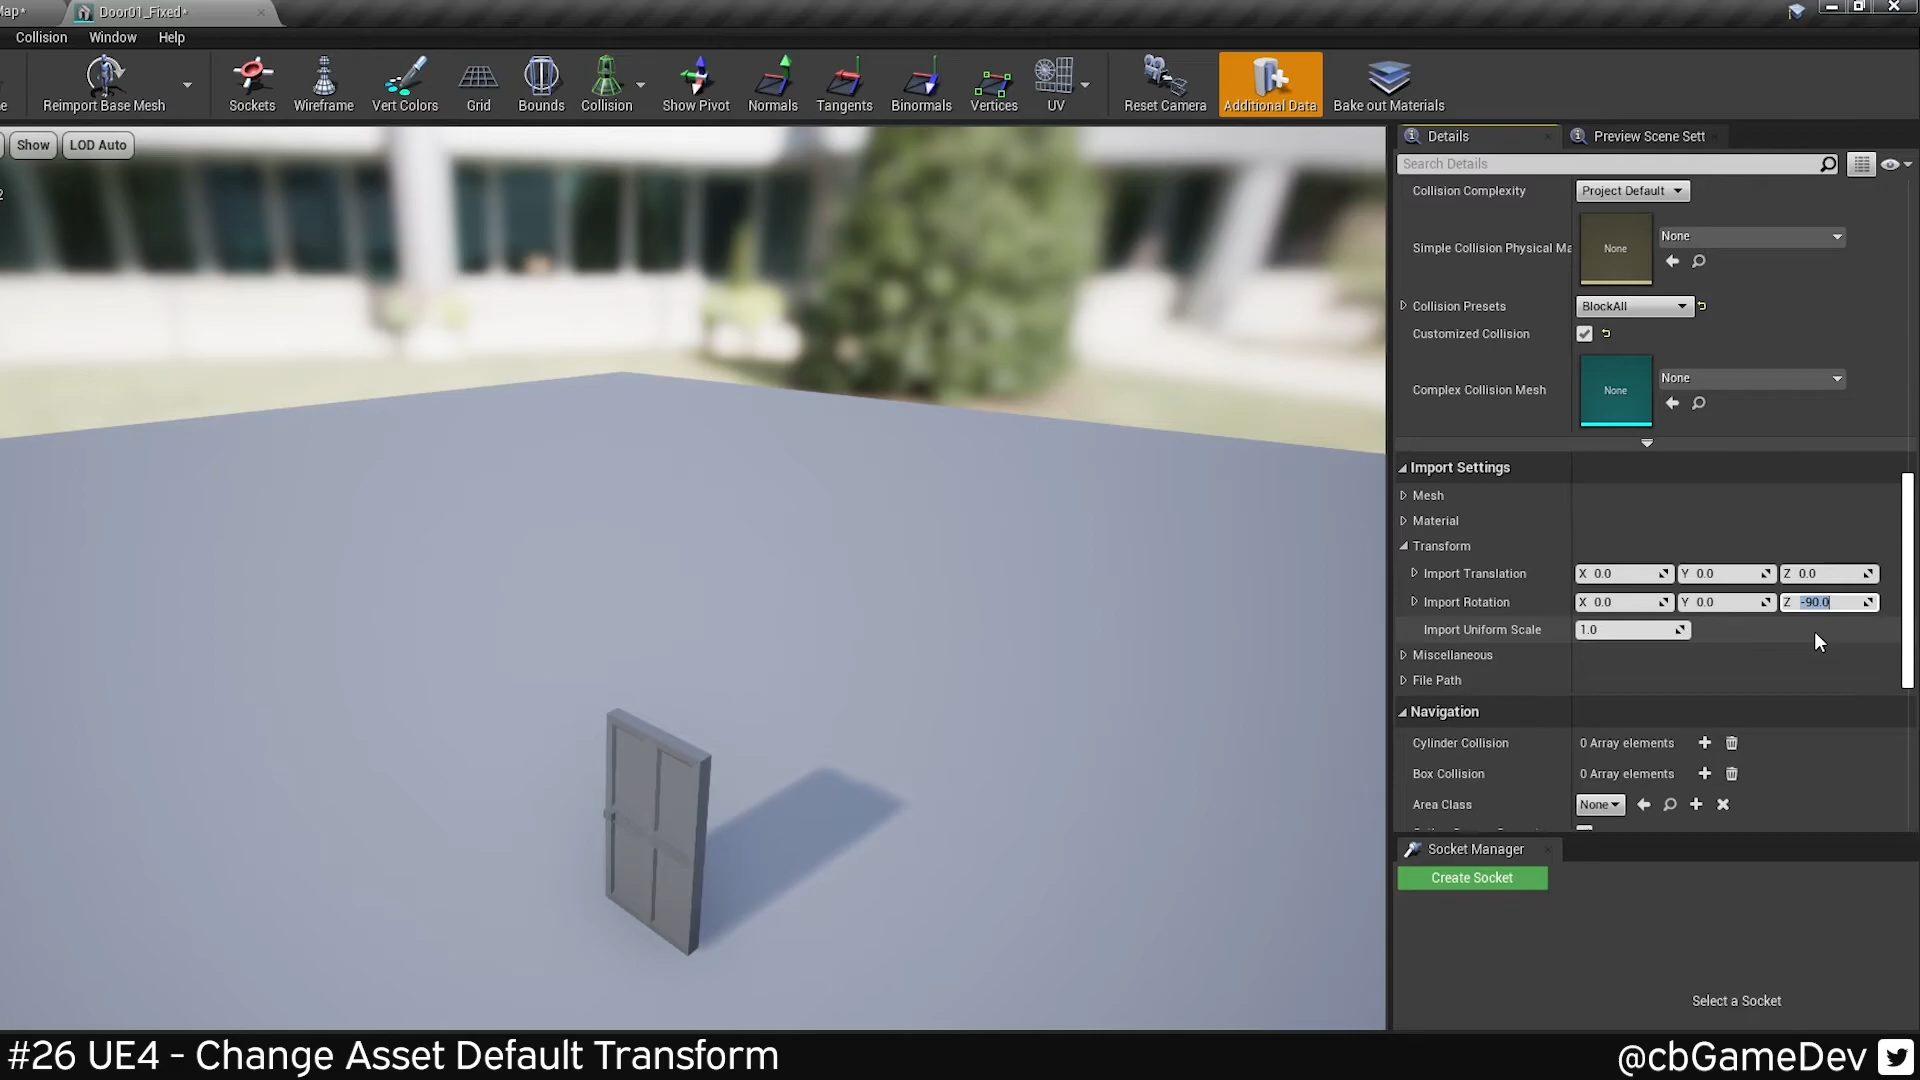 Map*
Door01_Fixed*
Collision Window Help
Reimport Base Mesh
Sockets
Wireframe
Vert Colors
Grid
Bounds
Collision
Show Pivot
Normals
Tangents
Binormals
Vertices
UV
Reset Camera
Additional Data
Bake out Materials
Show
LOD Auto
Details
Preview Scene Sett
Search Details
Collision Complexity Project Default
Simple Collision Physical Ma None None
Collision Presets BlockAll
Customized Collision
Complex Collision Mesh None None
Import Settings
Mesh
Material
Transform
Import Translation X 0.0 Y 0.0 Z 0.0
Import Rotation X 0.0 Y 0.0 Z -90.0
Import Uniform Scale 1.0
Miscellaneous
File Path
Navigation
Cylinder Collision 0 Array elements
Box Collision 0 Array elements
Area Class None
Socket Manager
Create Socket
Select a Socket
#26 UE4 - Change Asset Default Transform
@cbGameDev